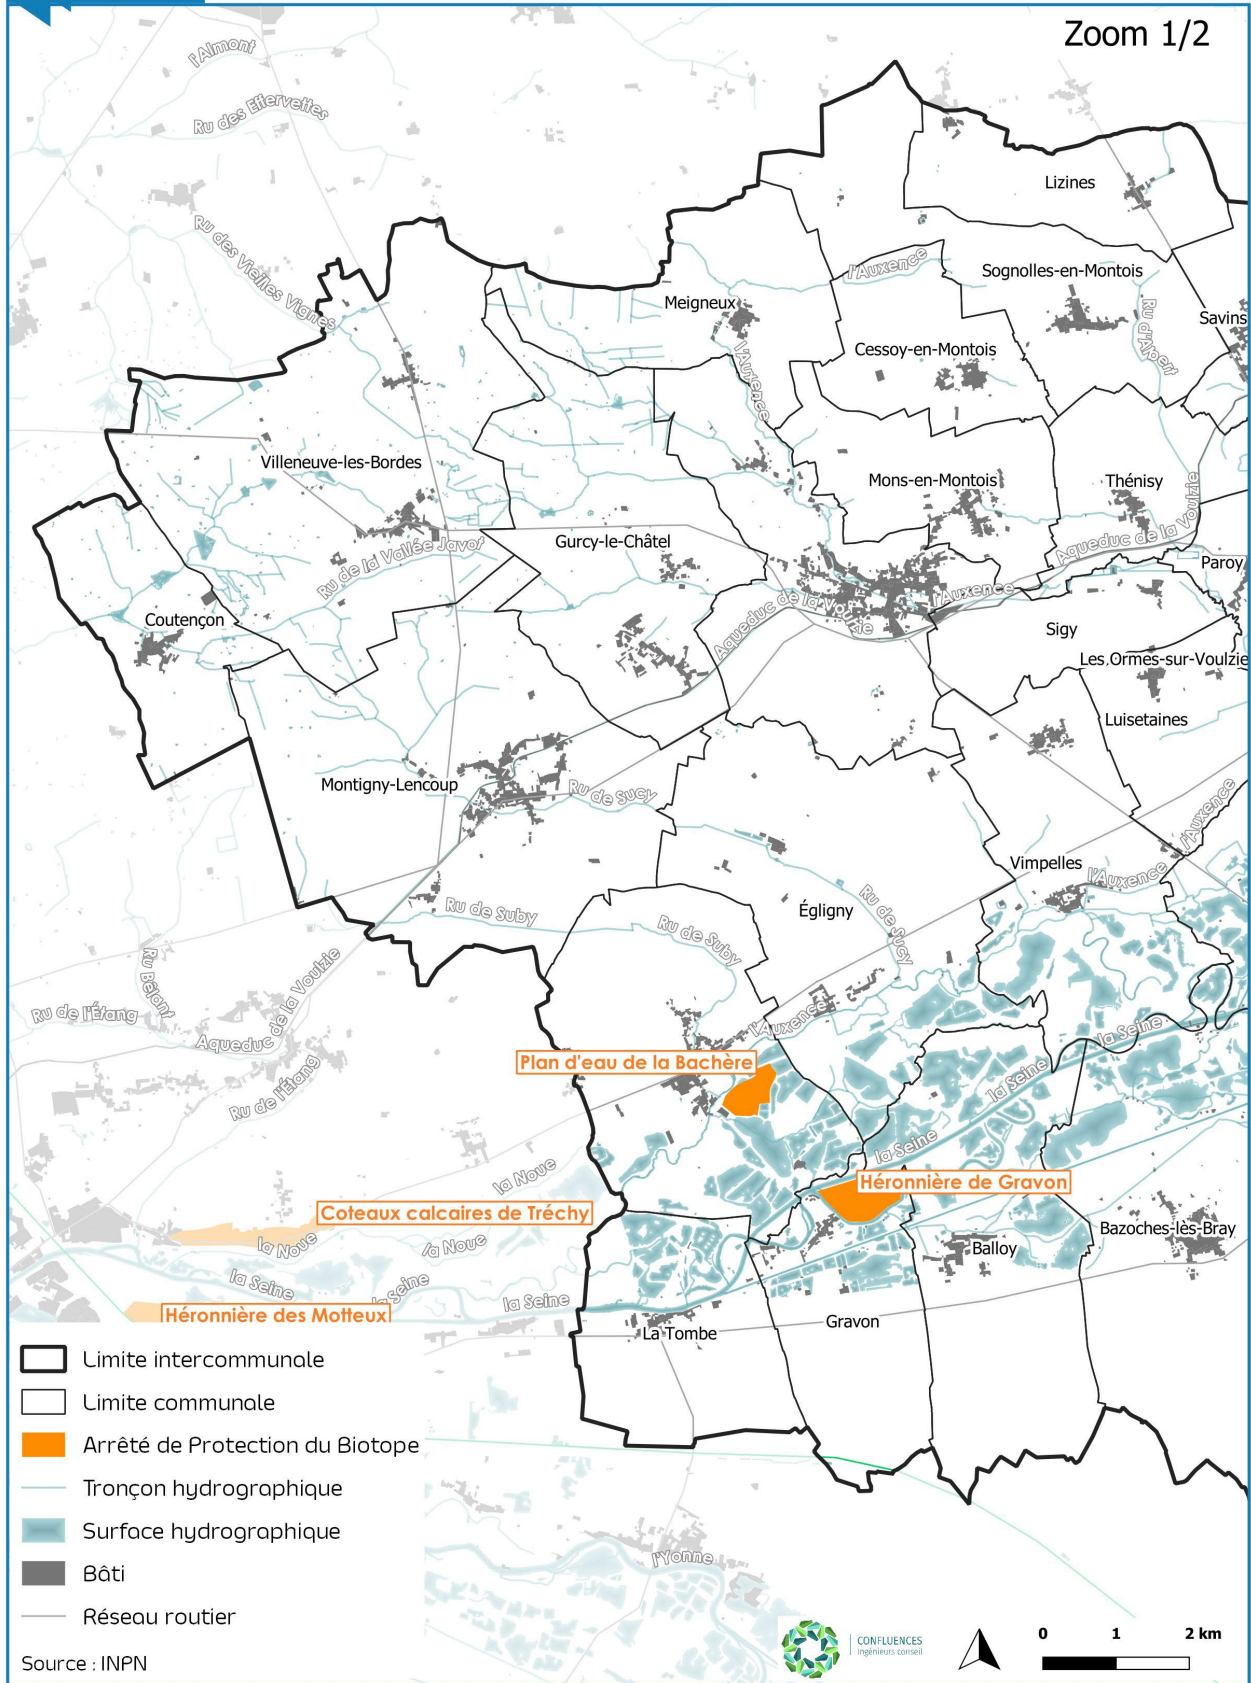 Zoom 1/2
l'Almont
Ru des Effervettes
Lizines
Ru des Vieilles Vignes
l'Auxence
Sognolles-en-Montois
Meigneux
Ru d'Alpent
Savins
Cessoy-en-Montois
l'Auxence
Villeneuve-les-Bordes
Mons-en-Montois
Thénisy
Aqueduc de la Voulzie
Gurcy-le-Châtel
Ru de la Vallée Javot
Paroy
l'Auxence
Aqueduc de la Voulzie
Coutençon
Sigy
Les Ormes-sur-Voulzie
Luisetaines
Montigny-Lencoup
Ru de Sucy
l'Auxence
Vimpelles
l'Auxence
Égligny
Ru de Sucy
Ru de Suby
Ru de Suby
Ru Bélant
Aqueduc de la Voulzie
Ru de l'Étang
l'Auxence
la Seine
Plan d'eau de la Bachère
Ru de l'Étang
la Seine
la Seine
la Noue
Héronnière de Gravon
Coteaux calcaires de Tréchy
la Noue
la Noue
Balloy
Bazoches-lès-Bray
la Seine
la Seine
la Seine
Héronnière des Motteux
La Tombe
Gravon
Limite intercommunale
Limite communale
Arrêté de Protection du Biotope
Tronçon hydrographique
Surface hydrographique
Bâti
Réseau routier
l'Yonne
CONFLUENCES
Ingénieurs conseil
0 1 2 km
Source : INPN